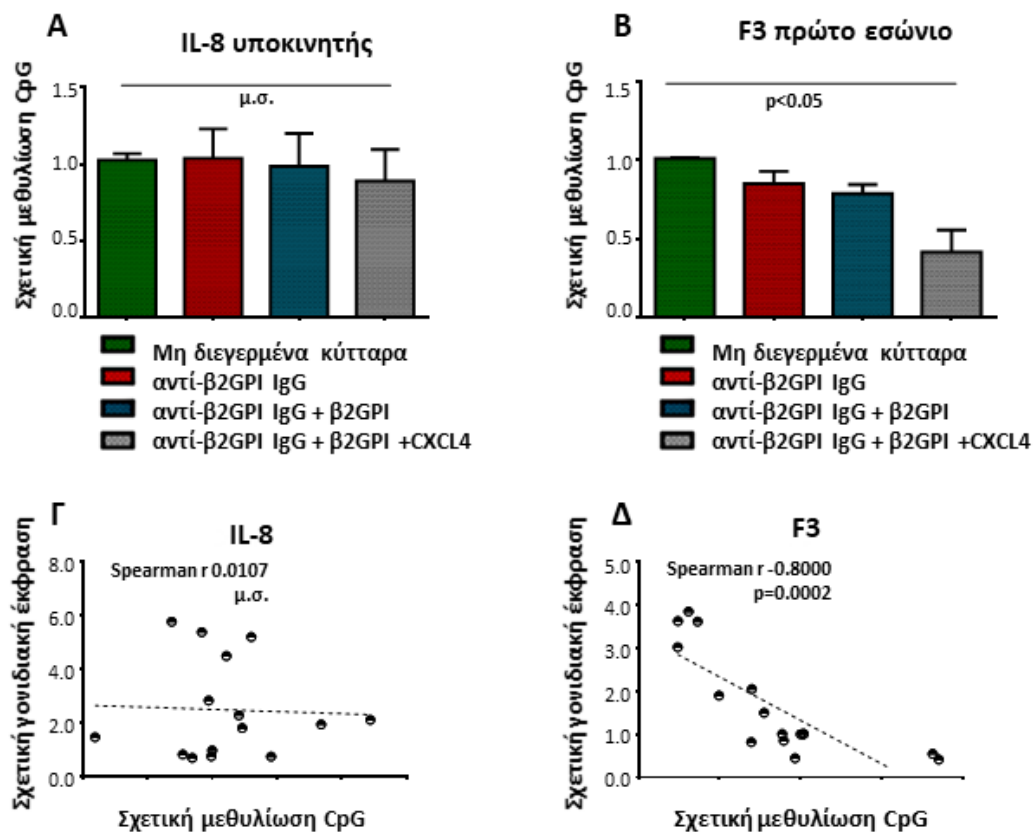 Α
IL-8 υποκινητής
Σχετική μεθυλίωση CpG
1.5
1.0
0.5
0.0
μ.σ.
Μη διεγερμένα κύτταρα
αντί-β2GPI IgG
αντί-β2GPI IgG + β2GPI
αντί-β2GPI IgG + β2GPI +CXCL4
Β
F3 πρώτο εσώνιο
Σχετική μεθυλίωση CpG
1.5
1.0
0.5
0.0
p<0.05
Μη διεγερμένα κύτταρα
αντί-β2GPI IgG
αντί-β2GPI IgG + β2GPI
αντί-β2GPI IgG + β2GPI +CXCL4
Γ
IL-8
Σχετική γονιδιακή έκφραση
8.0
6.0
4.0
2.0
0.0
Spearman r 0.0107
μ.σ.
Σχετική μεθυλίωση CpG
Δ
F3
Σχετική γονιδιακή έκφραση
5.0
4.0
3.0
2.0
1.0
0.0
Spearman r -0.8000
p=0.0002
Σχετική μεθυλίωση CpG